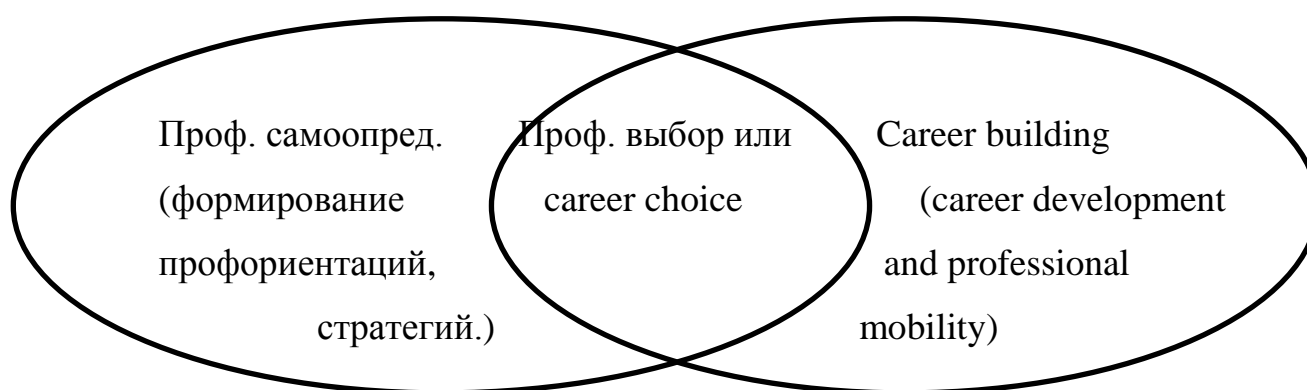 Проф. самоопред. Проф. выбор или Career building
(формирование career choice (career development
профориентаций, and professional
стратегий.) mobility)